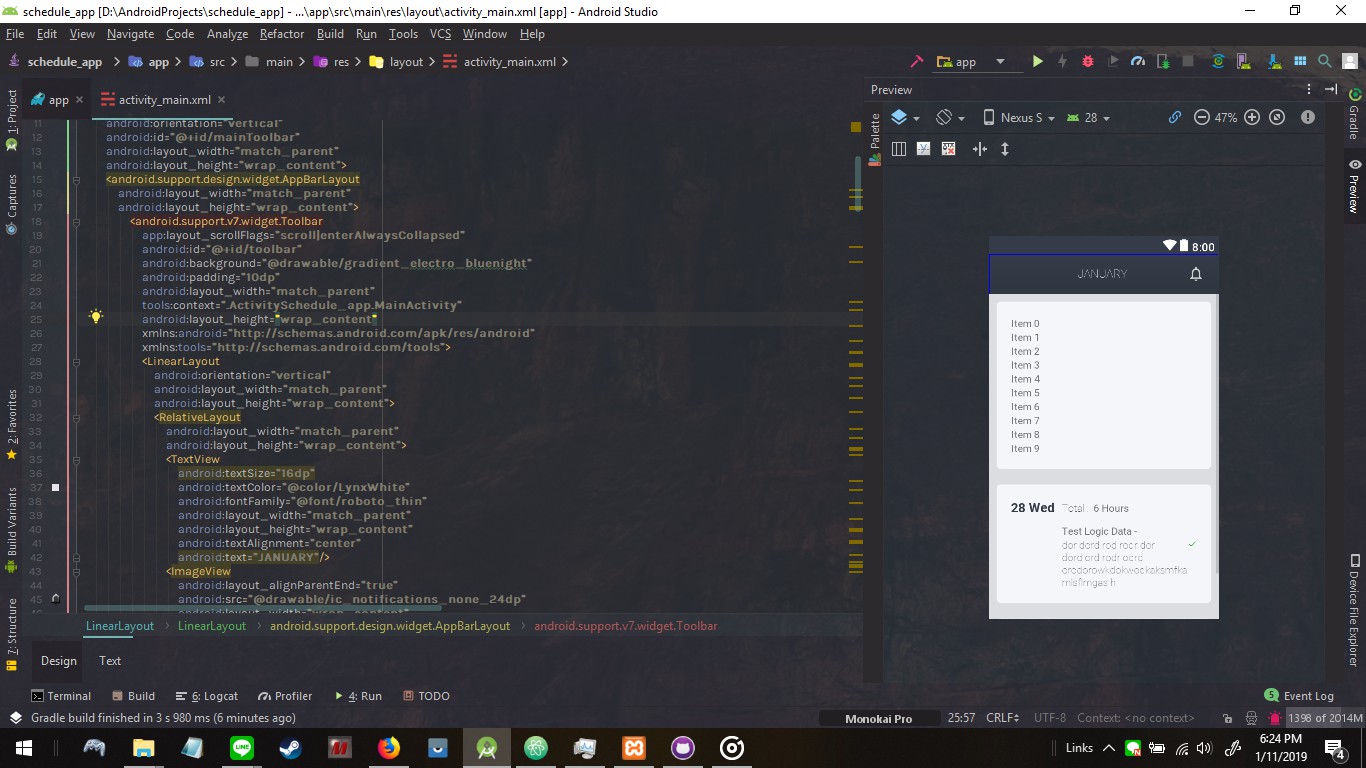 schedule_app [D:\AndroidProjects\schedule_app] - ...\app\src\main\res\layout\activity_main.xml [app] - Android Studio
File Edit View Navigate Code Analyze Refactor Build Run Tools VCS Window Help
schedule_app app src main res layout activity_main.xml
app
47%
app activity_main.xml
1: Project
Captures
2: Favorites
Build Variants
7: Structure
11 android:orientation="vertical"
12 android:id="@+id/mainToolbar"
13 android:layout_width="match_parent"
14 android:layout_height="wrap_content">
15 <android.support.design.widget.AppBarLayout
16 android:layout_width="match_parent"
17 android:layout_height="wrap_content">
18 <android.support.v7.widget.Toolbar
19 app:layout_scrollFlags="scroll|enterAlwaysCollapsed"
20 android:id="@+id/toolbar"
21 android:background="@drawable/gradient_electro_bluenight"
22 android:padding="10dp"
23 android:layout_width="match_parent"
24 tools:context=".ActivitySchedule_app.MainActivity"
25 android:layout_height="wrap_content"
26 xmlns:android="http://schemas.android.com/apk/res/android"
27 xmlns:tools="http://schemas.android.com/tools">
28 <LinearLayout
29 android:orientation="vertical"
30 android:layout_width="match_parent"
31 android:layout_height="wrap_content">
32 <RelativeLayout
33 android:layout_width="match_parent"
34 android:layout_height="wrap_content">
35 <TextView
36 android:textSize="16dp"
37 android:textColor="@color/LynxWhite"
38 android:fontFamily="@font/roboto_thin"
39 android:layout_width="match_parent"
40 android:layout_height="wrap_content"
41 android:textAlignment="center"
42 android:text="JANUARY"/>
43 <ImageView
44 android:layout_alignParentEnd="true"
45 android:src="@drawable/ic_notifications_none_24dp"
android:layout_width="wrap_content"
LinearLayout LinearLayout android.support.design.widget.AppBarLayout android.support.v7.widget.Toolbar
Design Text
Preview
Palette
Nexus S 28
8:00
JANUARY
Item 0
Item 1
Item 2
Item 3
Item 4
Item 5
Item 6
Item 7
Item 8
Item 9
28 Wed Total : 6 Hours
Test Logic Data -
Gradle
Preview
Device File Explorer
Terminal Build 6: Logcat Profiler 4: Run TODO 5 Event Log
Gradle build finished in 3 s 980 ms (6 minutes ago) Monokai Pro 25:57 CRLF UTF-8 Context: <no context> 1398 of 2014M
LINE
Links 6:24 PM
1/11/2019
4